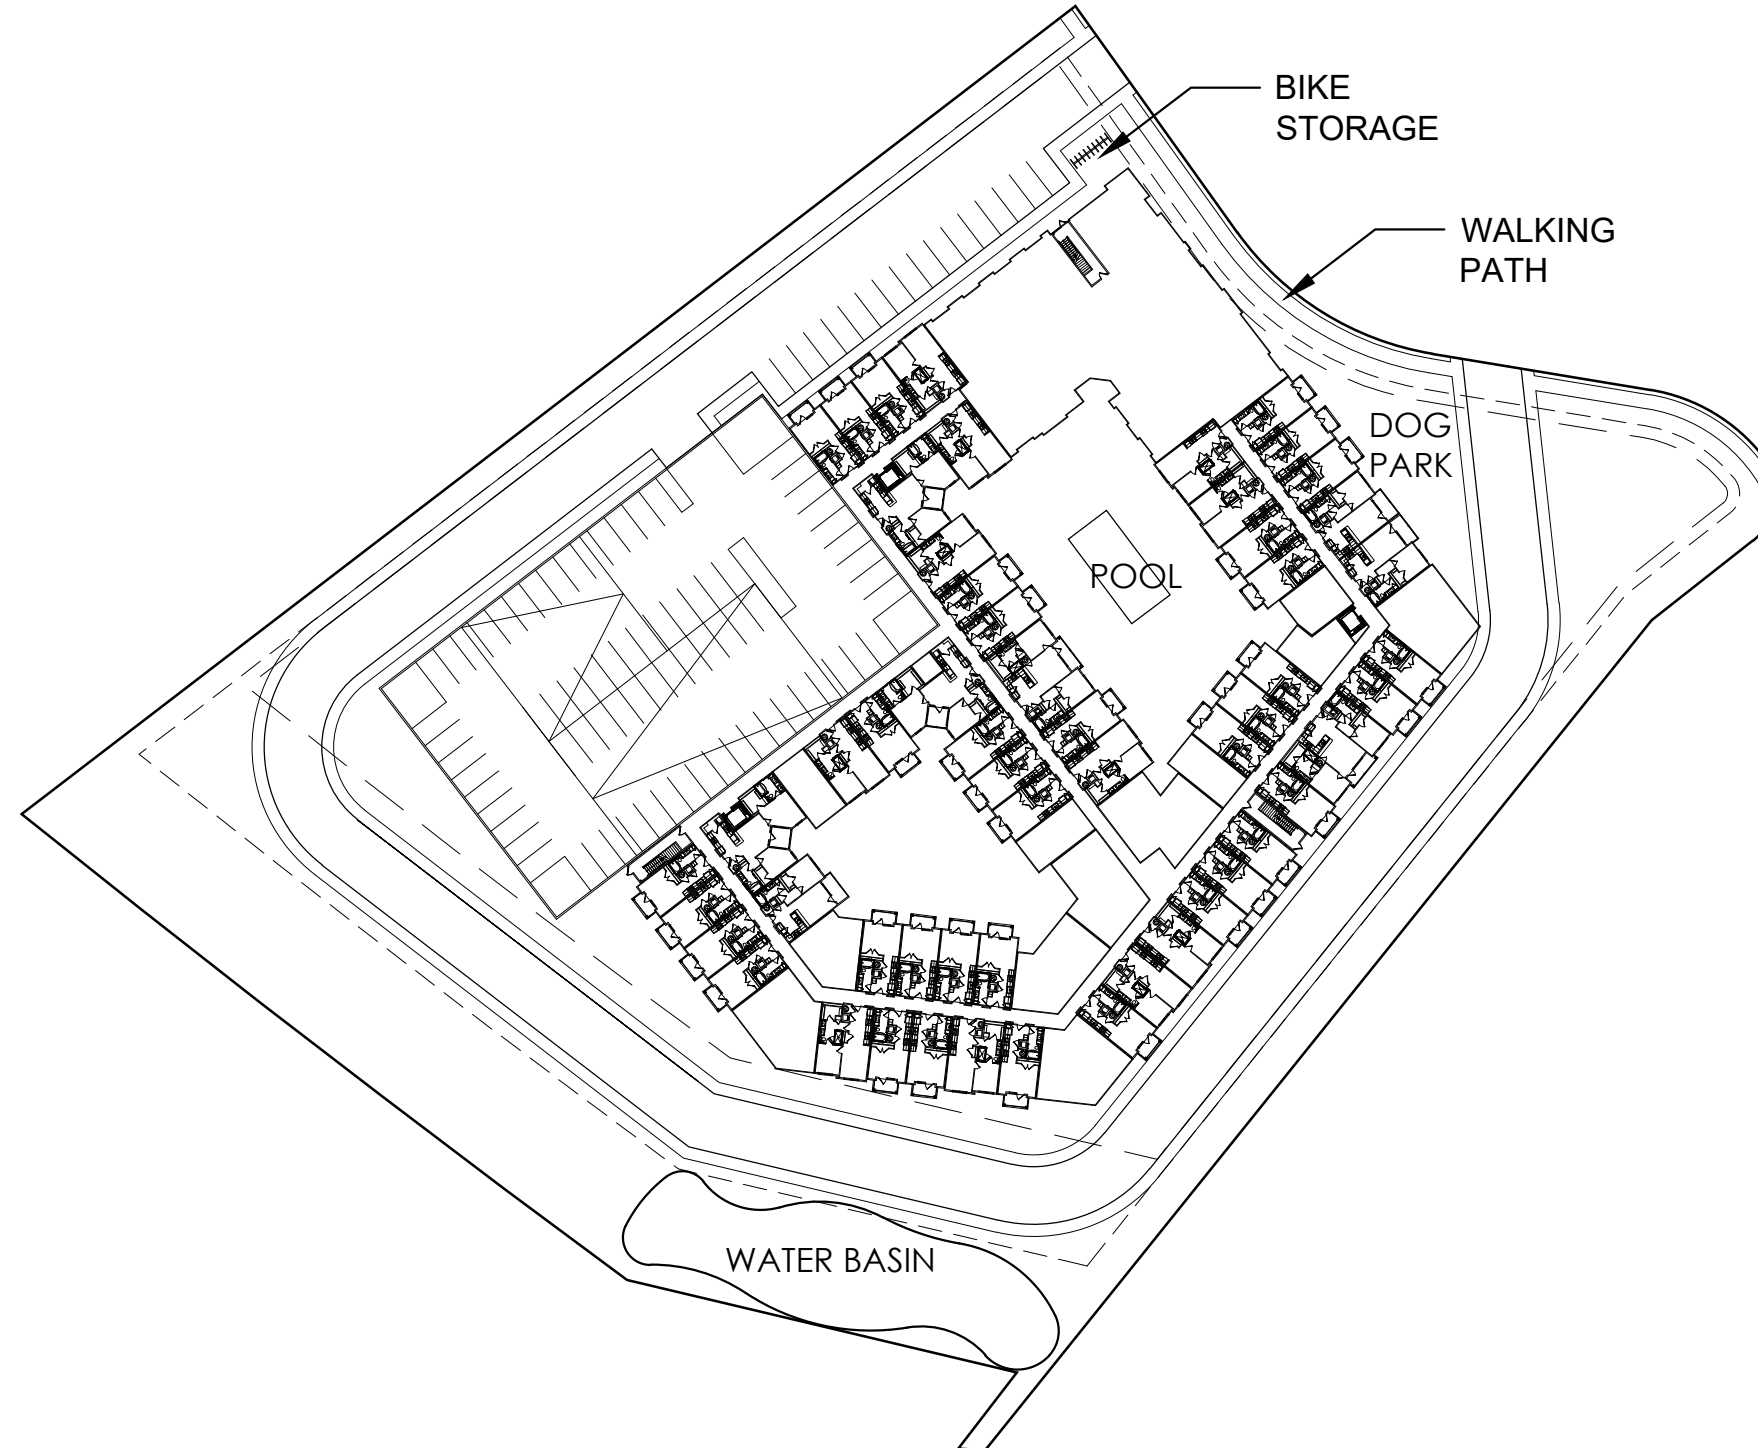 BIKE
STORAGE
WALKING
PATH
DOG
PARK
POOL
WATER BASIN